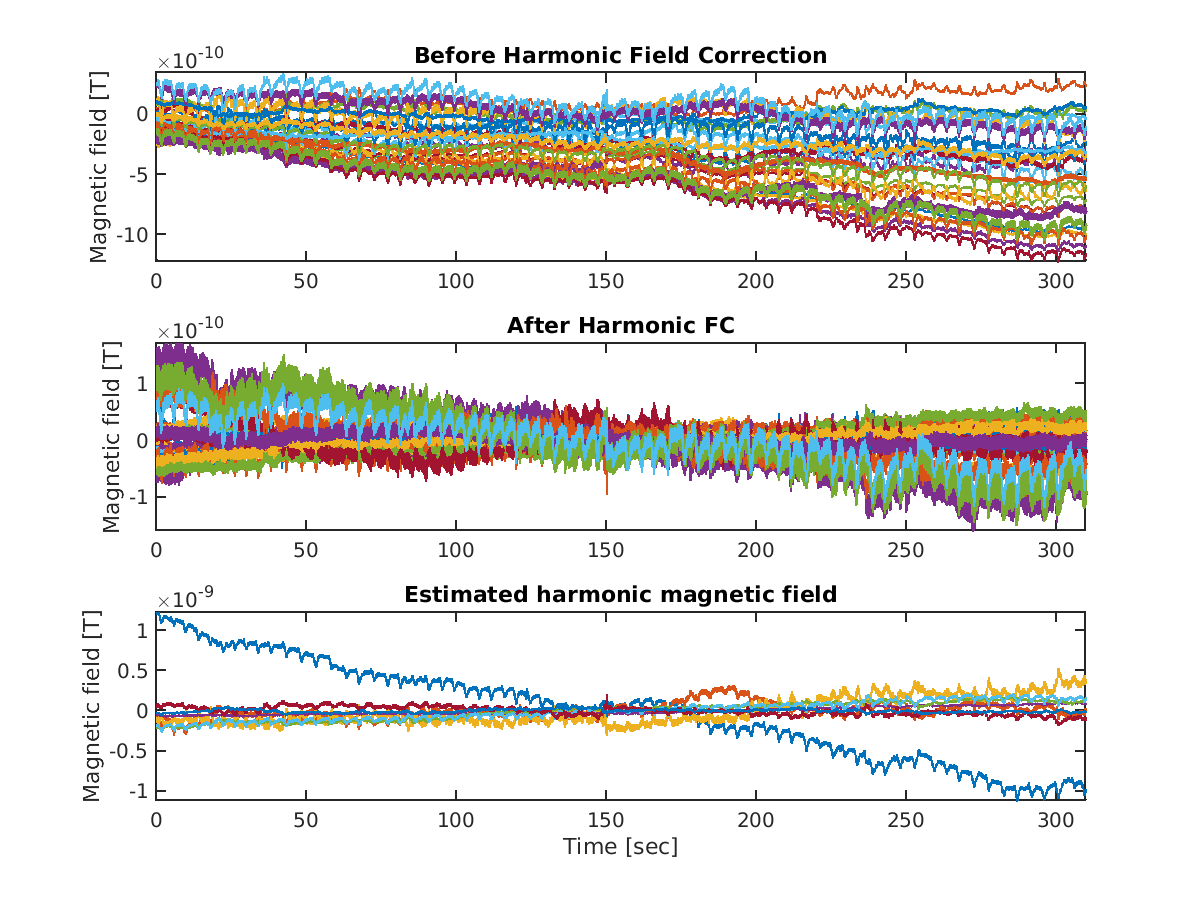 Before Harmonic Field Correction
×10-10
Magnetic field [T]
0
-5
-10
0 50 100 150 200 250 300
After Harmonic FC
×10-10
Magnetic field [T]
1
0
-1
0 50 100 150 200 250 300
Estimated harmonic magnetic field
×10-9
Magnetic field [T]
1
0.5
0
-0.5
-1
0 50 100 150 200 250 300
Time [sec]